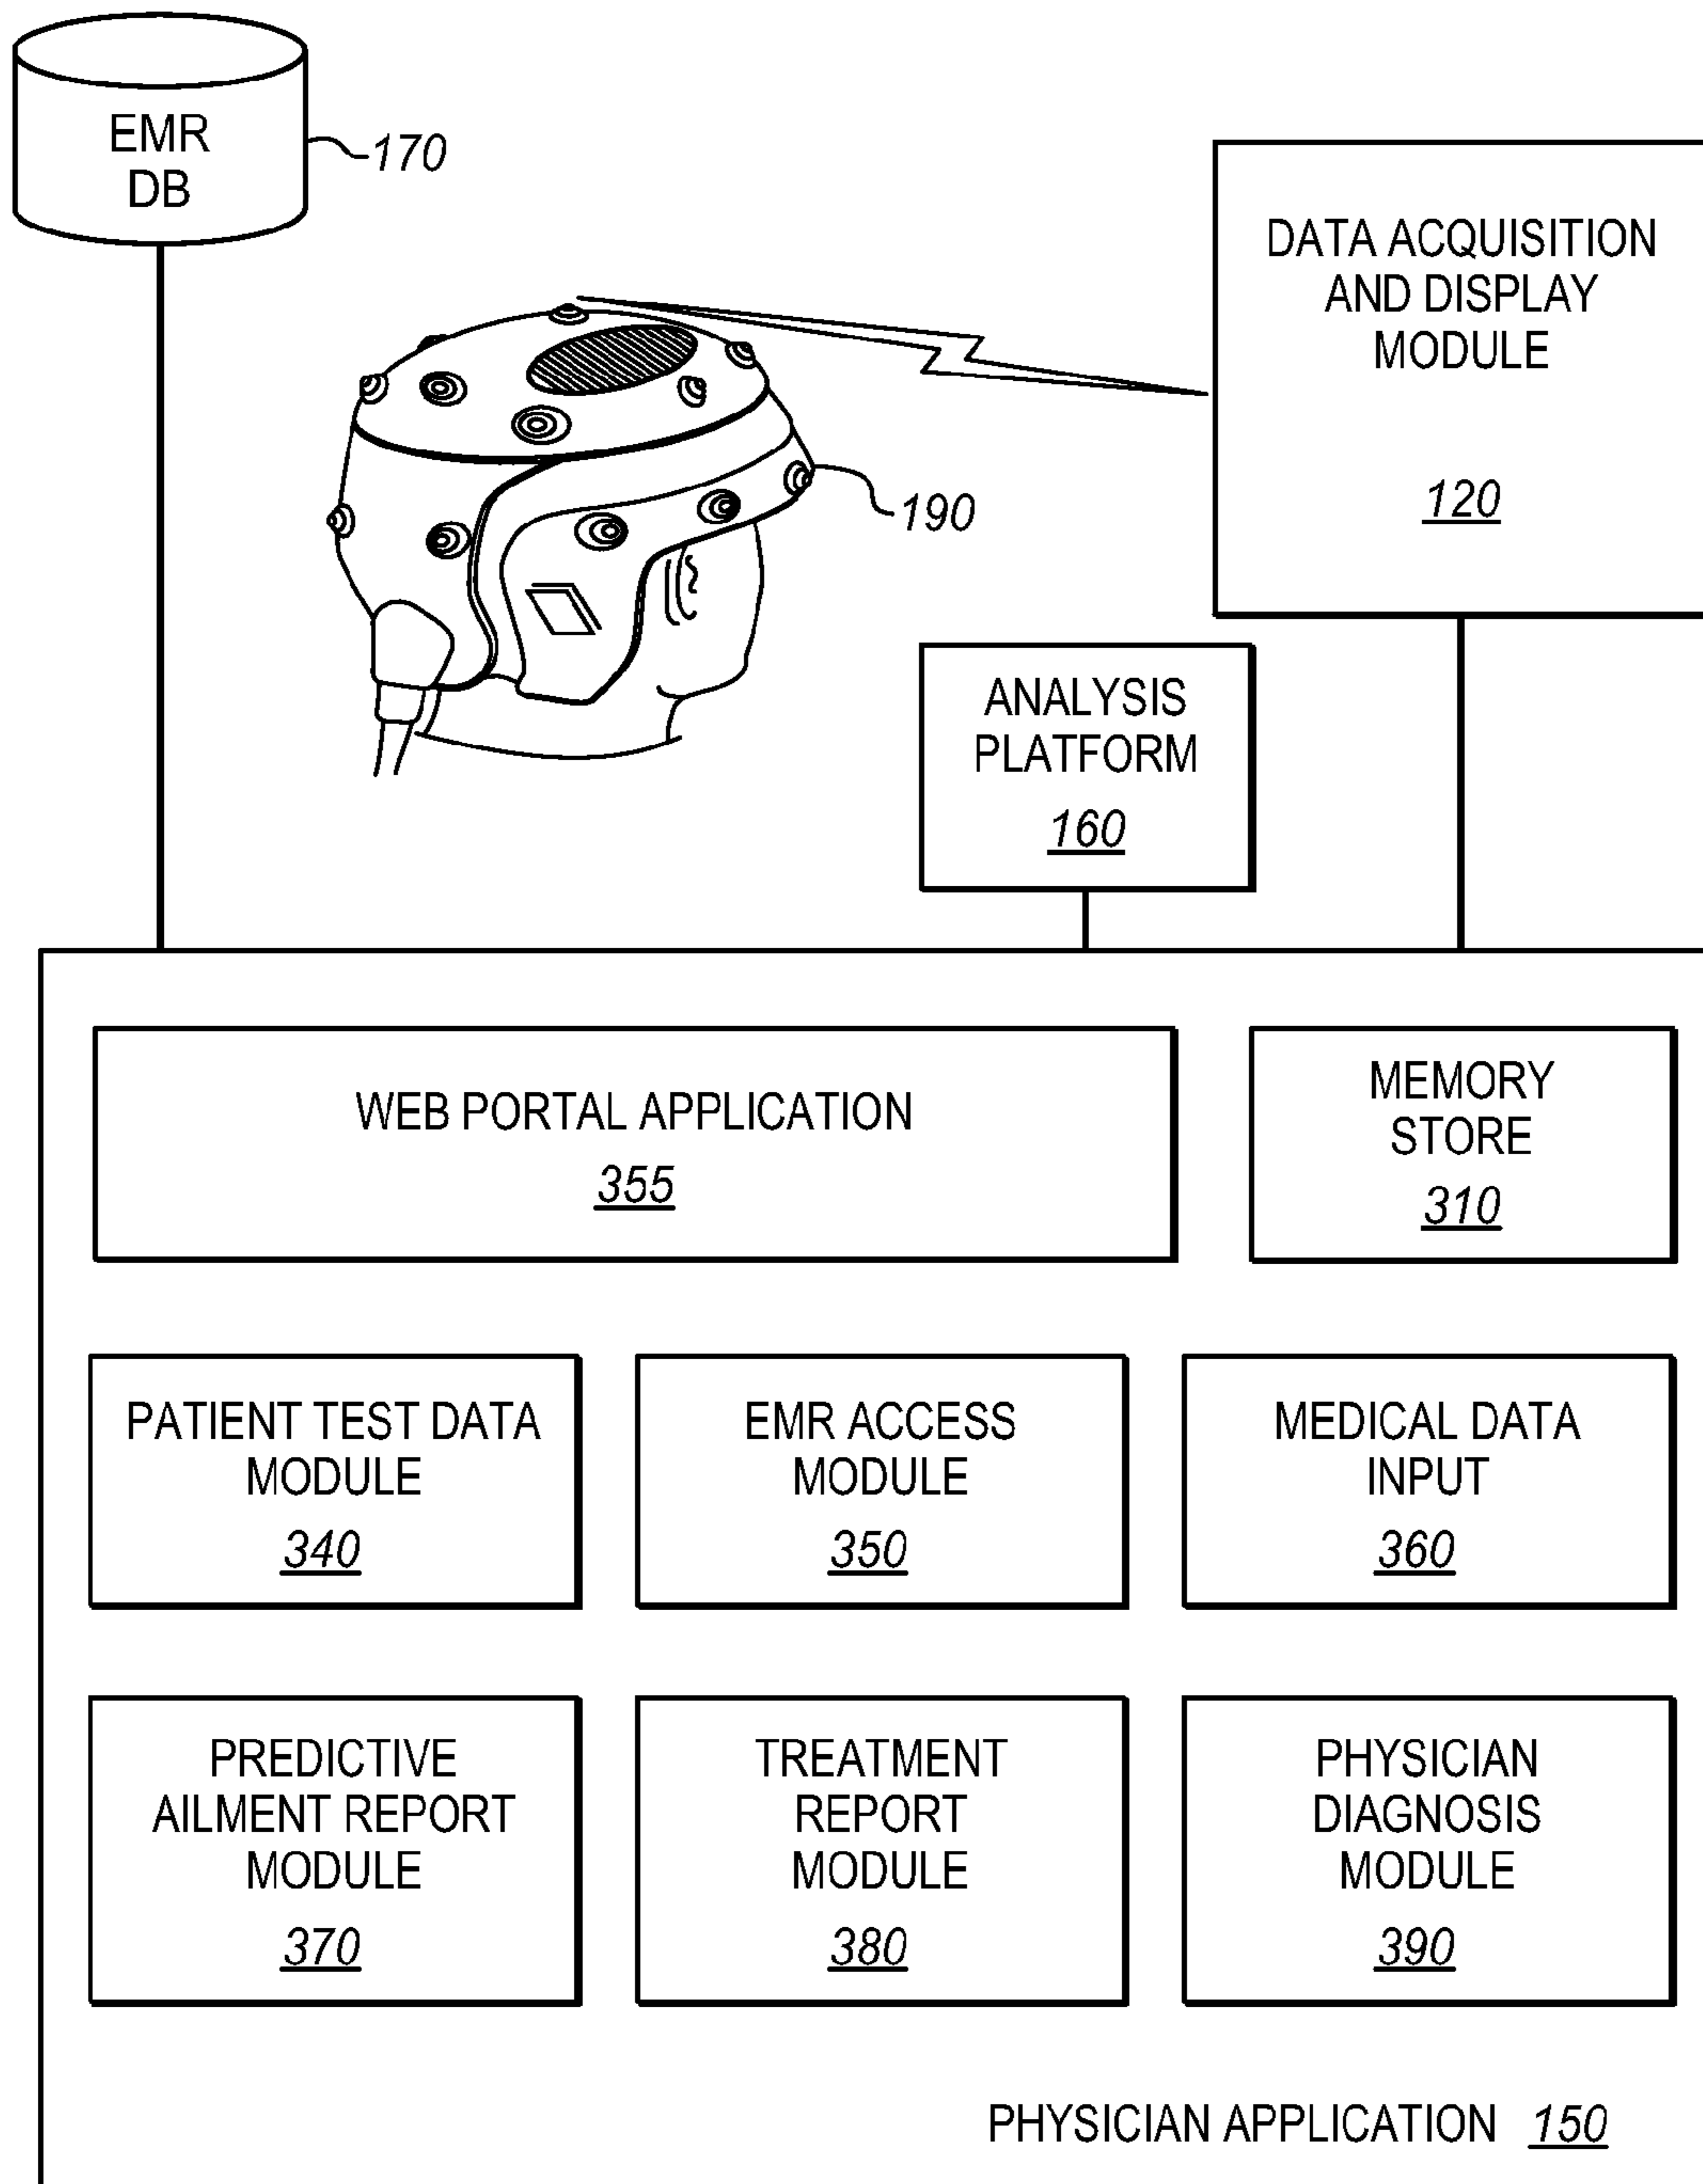 EMR
DB
170
DATA ACQUISITION
AND DISPLAY
MODULE
120
190
ANALYSIS
PLATFORM
160
WEB PORTAL APPLICATION
355
MEMORY
STORE
310
PATIENT TEST DATA
MODULE
340
EMR ACCESS
MODULE
350
MEDICAL DATA
INPUT
360
PREDICTIVE
AILMENT REPORT
MODULE
370
TREATMENT
REPORT
MODULE
380
PHYSICIAN
DIAGNOSIS
MODULE
390
PHYSICIAN APPLICATION 150